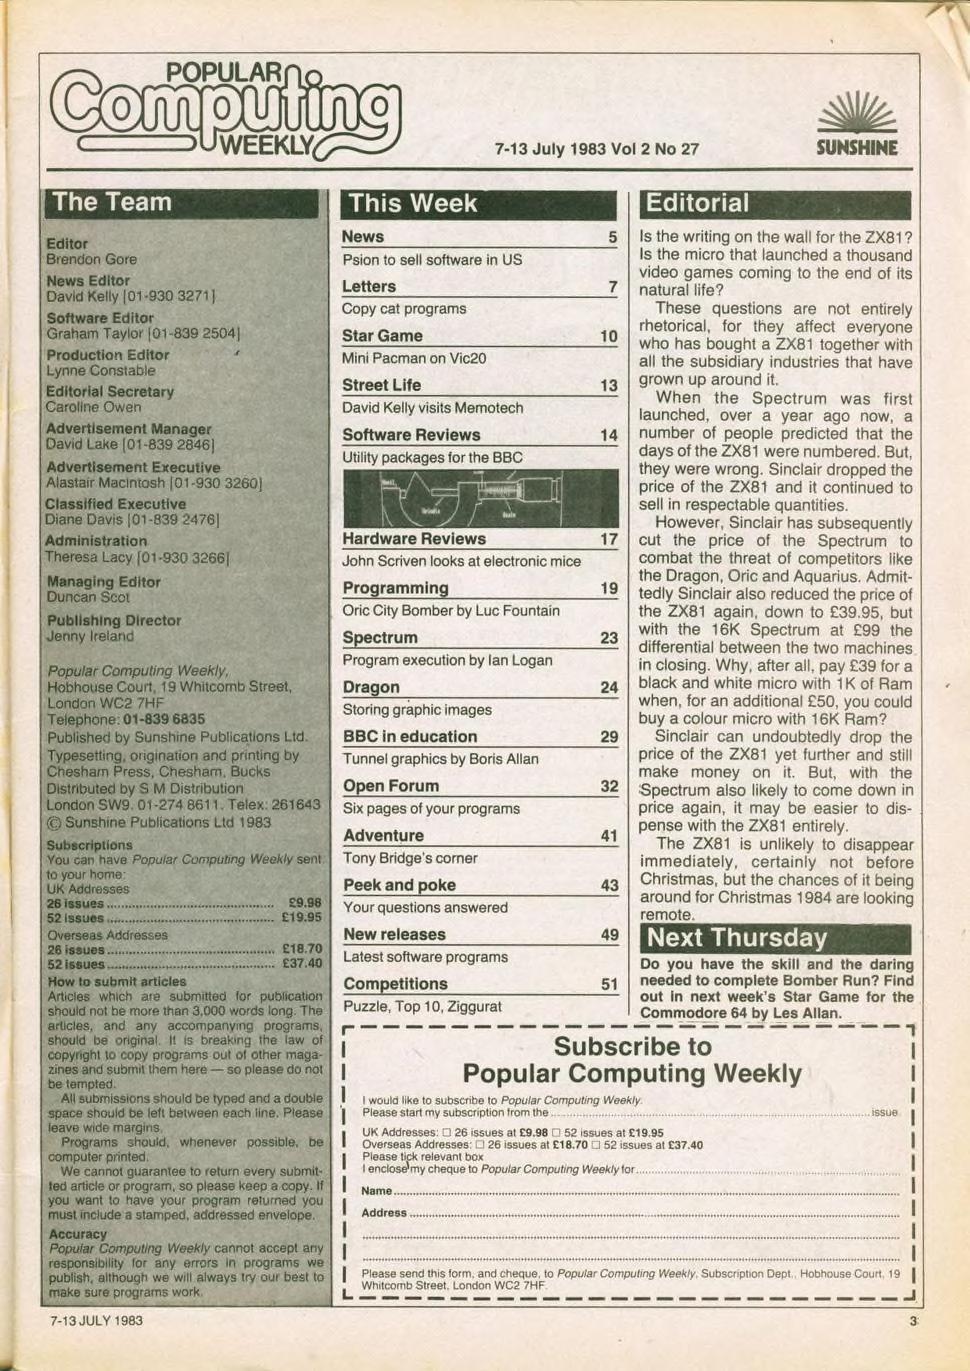 POPULAR
Computing
WEEKLY
7-13 July 1983 Vol 2 No 27
SUNSHINE
The Team
Editor
Brendon Gore
News Editor
David Kelly [01-930 3271]
Software Editor
Graham Taylor [01-839 2504]
Production Editor
Lynne Constable
Editorial Secretary
Caroline Owen
Advertisement Manager
David Lake [01-839 2846]
Advertisement Executive
Alastair MacIntosh [01-930 3260]
Classified Executive
Diane Davis [01-839 2476]
Administration
Theresa Lacy [01-930 3266]
Managing Editor
Duncan Scot
Publishing Director
Jenny Ireland
Popular Computing Weekly,
Hobhouse Court, 19 Whitcomb Street,
London WC2 7HF
Telephone: 01-839 6835
Published by Sunshine Publications Ltd.
Typesetting, origination and printing by
Chesham Press, Chesham, Bucks
Distributed by S M Distribution
London SW9. 01-274 8611. Telex: 261643
© Sunshine Publications Ltd 1983
Subscriptions
You can have Popular Computing Weekly sent
to your home:
UK Addresses
26 issues ............ £9.98
52 issues ............ £19.95
Overseas Addresses
26 issues ............ £18.70
52 issues ............ £37.40
How to submit articles
Articles which are submitted for publication
should not be more than 3,000 words long. The
articles, and any accompanying programs,
should be original. It is breaking the law of
copyright to copy programs out of other maga-
zines and submit them here — so please do not
be tempted.
All submissions should be typed and a double
space should be left between each line. Please
leave wide margins.
Programs should, whenever possible, be
computer printed.
We cannot guarantee to return every submit-
ted article or program, so please keep a copy. If
you want to have your program returned you
must include a stamped, addressed envelope.
Accuracy
Popular Computing Weekly cannot accept any
responsibility for any errors in programs we
publish, although we will always try our best to
make sure programs work.
This Week
News 5
Psion to sell software in US
Letters 7
Copy cat programs
Star Game 10
Mini Pacman on Vic20
Street Life 13
David Kelly visits Memotech
Software Reviews 14
Utility packages for the BBC
Hardware Reviews 17
John Scriven looks at electronic mice
Programming 19
Oric City Bomber by Luc Fountain
Spectrum 23
Program execution by Ian Logan
Dragon 24
Storing graphic images
BBC in education 29
Tunnel graphics by Boris Allan
Open Forum 32
Six pages of your programs
Adventure 41
Tony Bridge's corner
Peek and poke 43
Your questions answered
New releases 49
Latest software programs
Competitions 51
Puzzle, Top 10, Ziggurat
Editorial
Is the writing on the wall for the ZX81?
Is the micro that launched a thousand
video games coming to the end of its
natural life?
These questions are not entirely
rhetorical, for they affect everyone
who has bought a ZX81 together with
all the subsidiary industries that have
grown up around it.
When the Spectrum was first
launched, over a year ago now, a
number of people predicted that the
days of the ZX81 were numbered. But,
they were wrong. Sinclair dropped the
price of the ZX81 and it continued to
sell in respectable quantities.
However, Sinclair has subsequently
cut the price of the Spectrum to
combat the threat of competitors like
the Dragon, Oric and Aquarius. Admit-
tedly Sinclair also reduced the price of
the ZX81 again, down to £39.95, but
with the 16K Spectrum at £99 the
differential between the two machines
in closing. Why, after all, pay £39 for a
black and white micro with 1K of Ram
when, for an additional £50, you could
buy a colour micro with 16K Ram?
Sinclair can undoubtedly drop the
price of the ZX81 yet further and still
make money on it. But, with the
Spectrum also likely to come down in
price again, it may be easier to dis-
pense with the ZX81 entirely.
The ZX81 is unlikely to disappear
immediately, certainly not before
Christmas, but the chances of it being
around for Christmas 1984 are looking
remote.
Next Thursday
Do you have the skill and the daring
needed to complete Bomber Run? Find
out in next week's Star Game for the
Commodore 64 by Les Allan.
Subscribe to
Popular Computing Weekly
I would like to subscribe to Popular Computing Weekly.
Please start my subscription from the ............ issue
UK Addresses: □ 26 issues at £9.98 □ 52 issues at £19.95
Overseas Addresses: □ 26 issues at £18.70 □ 52 issues at £37.40
Please tick relevant box
I enclose my cheque to Popular Computing Weekly for ............
Name ............
Address ............
Please send this form, and cheque, to Popular Computing Weekly, Subscription Dept., Hobhouse Court, 19
Whitcomb Street, London WC2 7HF.
7-13 JULY 1983
3